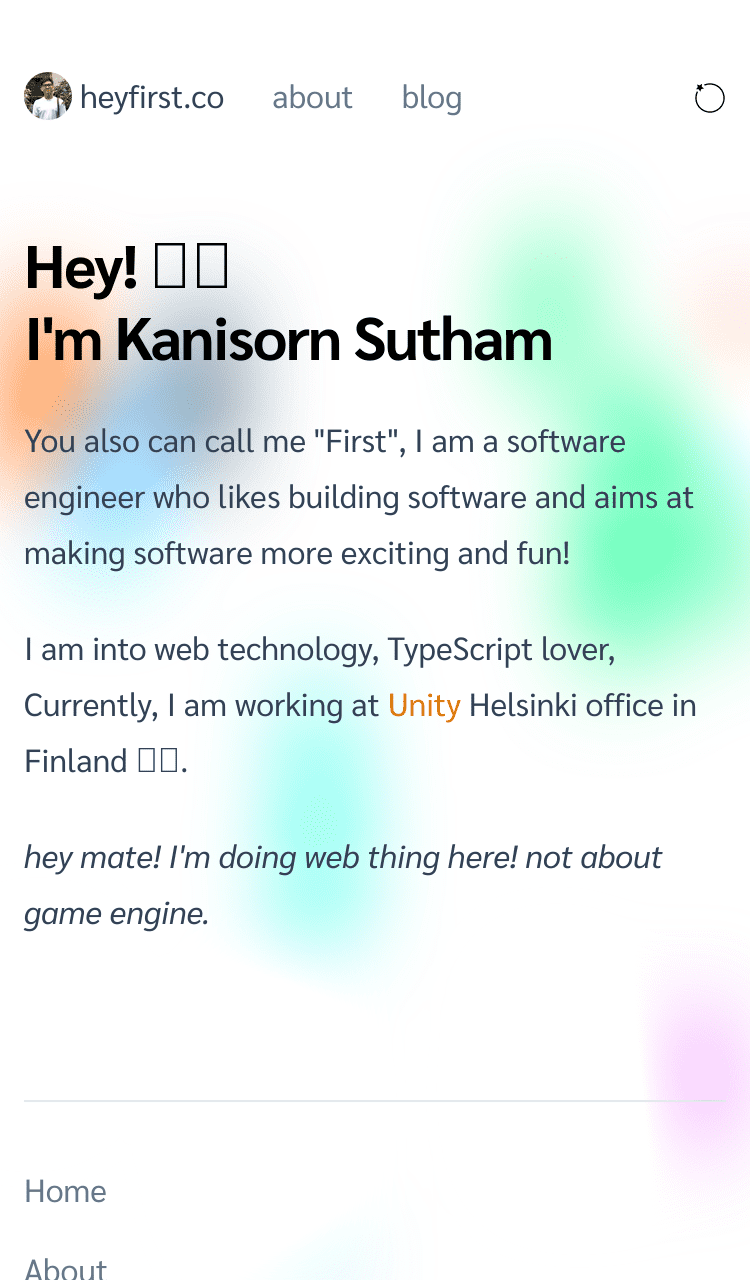 heyfirst.co about blog
Hey!
I'm Kanisorn Sutham
You also can call me "First", I am a software
engineer who likes building software and aims at
making software more exciting and fun!
I am into web technology, TypeScript lover,
Currently, I am working at Unity Helsinki office in
Finland .
hey mate! I'm doing web thing here! not about
game engine.
Home
About